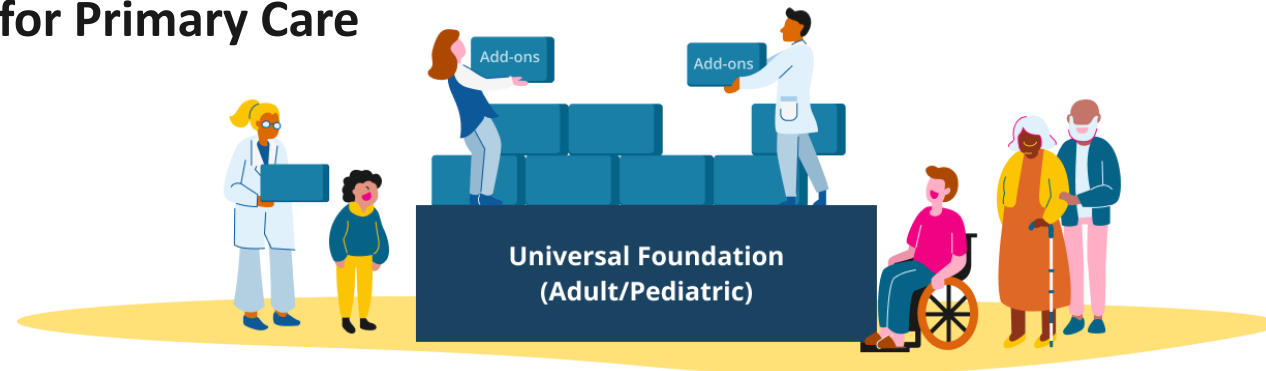 for Primary Care
Add-ons
Add-ons
Universal Foundation
(Adult/Pediatric)